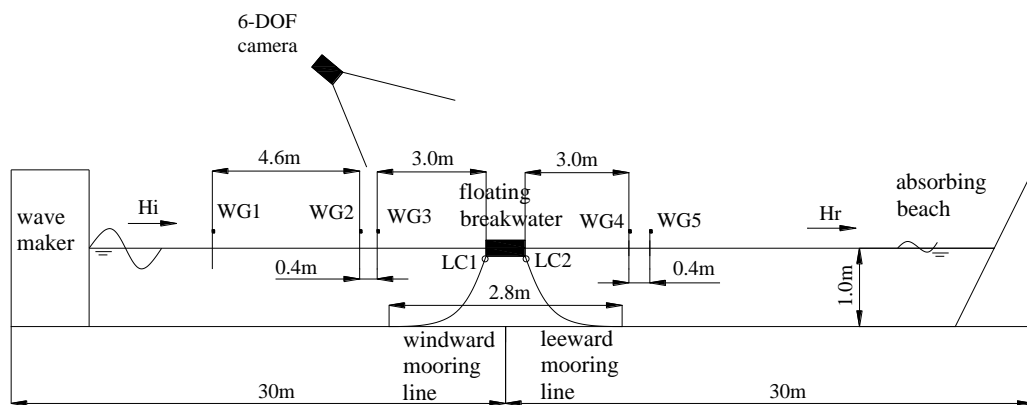 6-DOF
camera
4.6m
3.0m
3.0m
floating
breakwater
absorbing
beach
wave
maker
Hi
WG1
WG2
WG3
WG4
WG5
Hr
LC1
LC2
0.4m
0.4m
2.8m
1.0m
windward
mooring
line
leeward
mooring
line
30m
30m